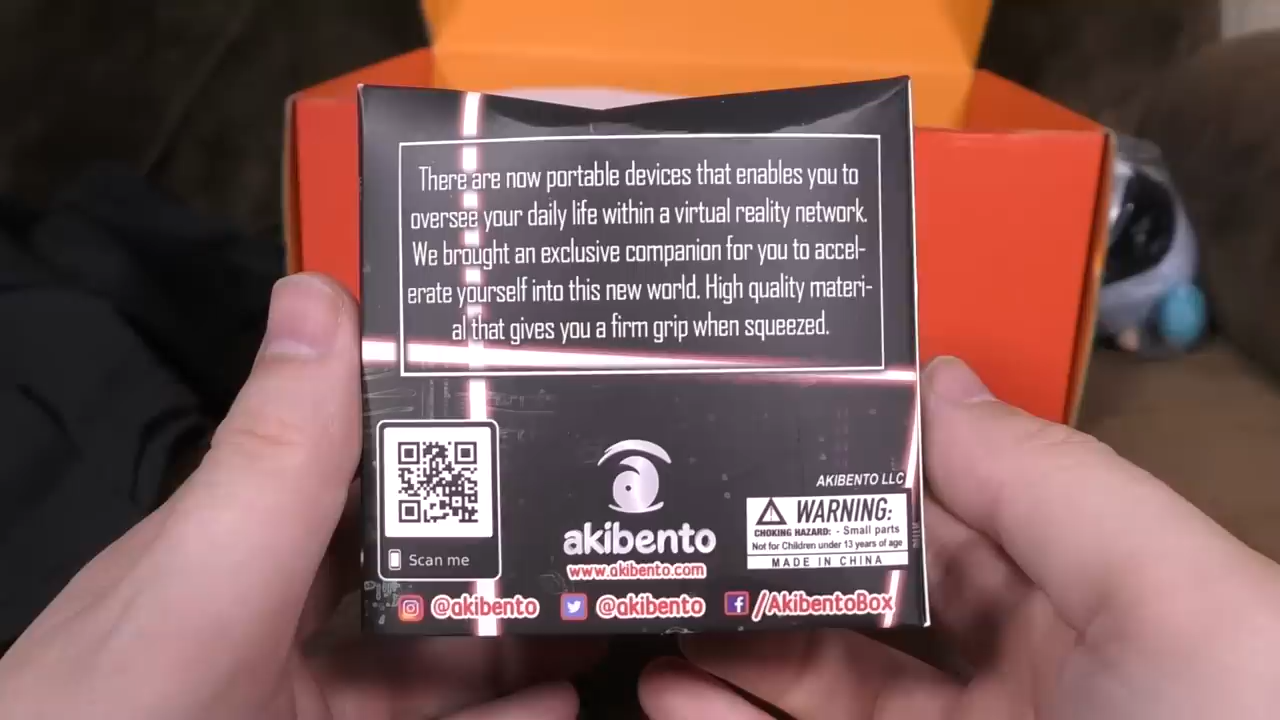 There are now portable devices that enables you to
oversee your daily life within a virtual reality network.
We brought an exclusive companion for you to accel-
erate yourself into this new world. High quality materi-
al that gives you a firm grip when squeezed.
Scan me
akibento
www.akibento.com
AKIBENTO LLC
WARNING:
CHOKING HAZARD: - Small parts
Not for Children under 13 years of age
MADE IN CHINA
@akibento @akibento /AkibentoBox